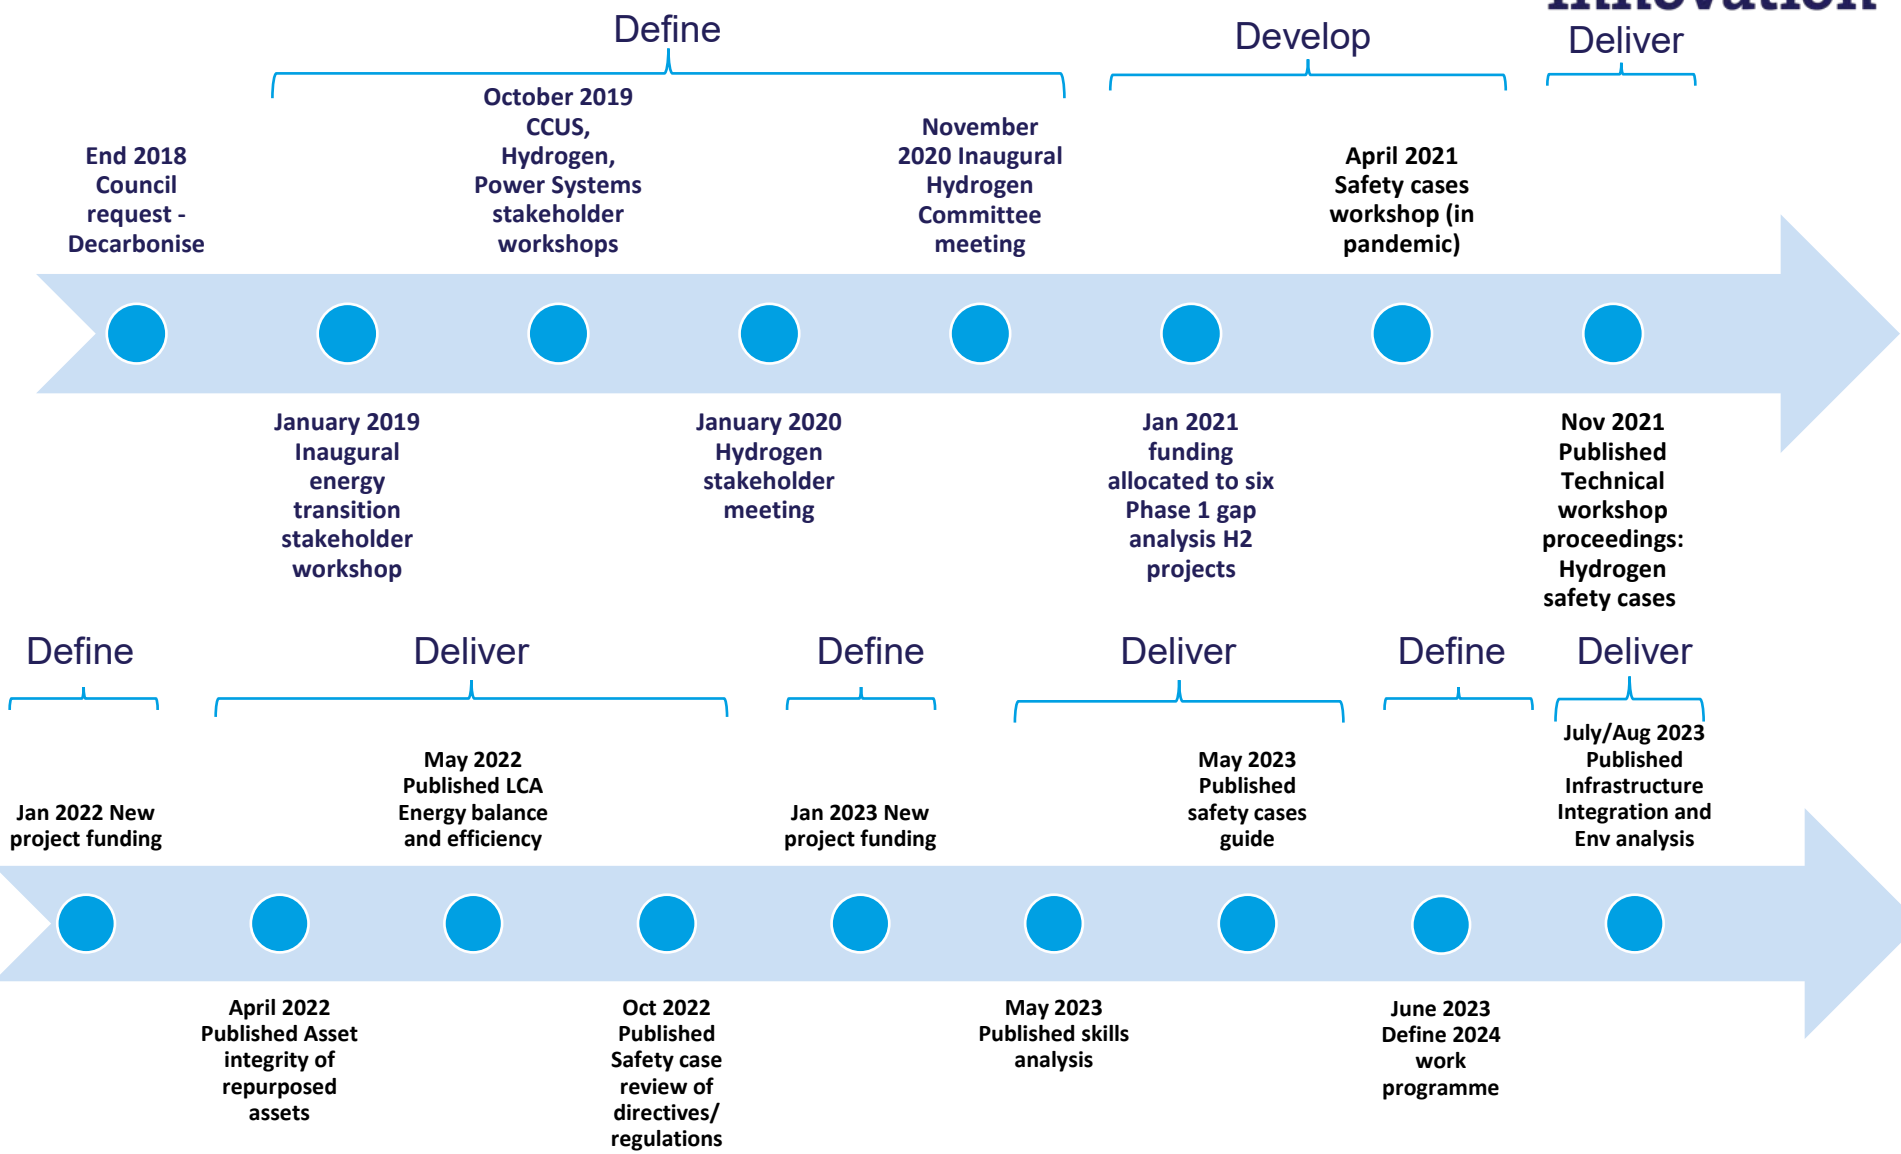 Innovation
Define
Develop
Deliver
End 2018
Council
request -
Decarbonise
October 2019
CCUS,
Hydrogen,
Power Systems
stakeholder
workshops
November
2020 Inaugural
Hydrogen
Committee
meeting
April 2021
Safety cases
workshop (in
pandemic)
January 2019
Inaugural
energy
transition
stakeholder
workshop
January 2020
Hydrogen
stakeholder
meeting
Jan 2021
funding
allocated to six
Phase 1 gap
analysis H2
projects
Nov 2021
Published
Technical
workshop
proceedings:
Hydrogen
safety cases
Define
Deliver
Define
Deliver
Define
Deliver
Jan 2022 New
project funding
May 2022
Published LCA
Energy balance
and efficiency
Jan 2023 New
project funding
May 2023
Published
safety cases
guide
July/Aug 2023
Published
Infrastructure
Integration and
Env analysis
April 2022
Published Asset
integrity of
repurposed
assets
Oct 2022
Published
Safety case
review of
directives/
regulations
May 2023
Published skills
analysis
June 2023
Define 2024
work
programme